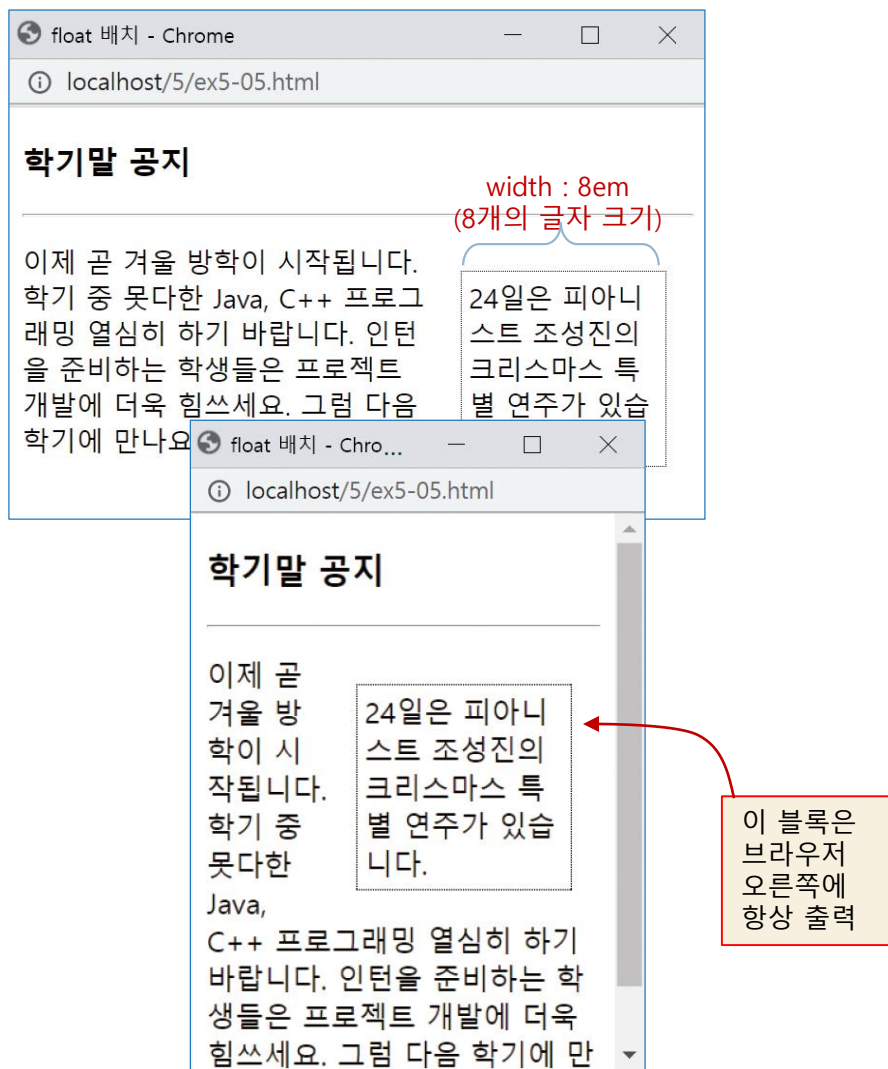 float 배치 - Chrome
localhost/5/ex5-05.html
학기말 공지
width : 8em
(8개의 글자 크기)
이제 곧 겨울 방학이 시작됩니다.
학기 중 못다한 Java, C++ 프로그
래밍 열심히 하기 바랍니다. 인턴
을 준비하는 학생들은 프로젝트
개발에 더욱 힘쓰세요. 그럼 다음
학기에 만나요
24일은 피아니
스트 조성진의
크리스마스 특
별 연주가 있습
float 배치 - Chro...
localhost/5/ex5-05.html
학기말 공지
이제 곧
겨울 방
학이 시
작됩니다.
학기 중
못다한
Java,
C++ 프로그래밍 열심히 하기
바랍니다. 인턴을 준비하는 학
생들은 프로젝트 개발에 더욱
힘쓰세요. 그럼 다음 학기에 만
24일은 피아니
스트 조성진의
크리스마스 특
별 연주가 있습
니다.
이 블록은
브라우저
오른쪽에
항상 출력